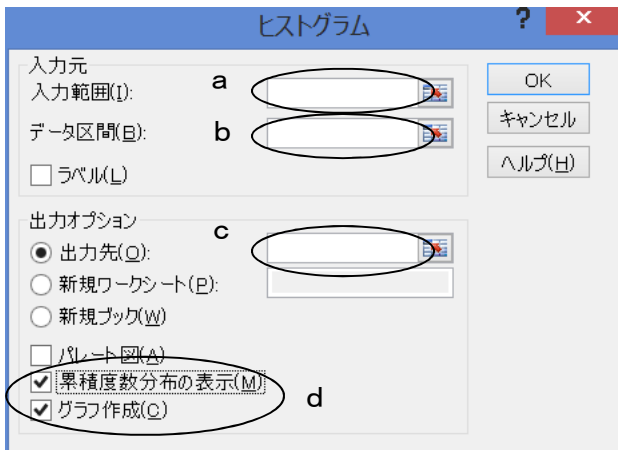 ヒストグラム ? ×
入力元
入力範囲(I): a
データ区間(B): b
ラベル(L)
OK
キャンセル
ヘルプ(H)
出力オプション
出力先(O): c
新規ワークシート(P):
新規ブック(W)
パレート図(A)
累積度数分布の表示(M)
グラフ作成(C)
d